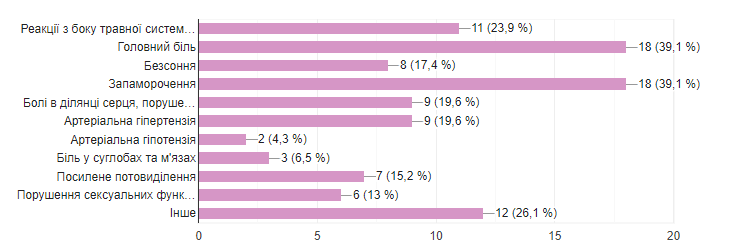 Реакції з боку травної систем… 11 (23,9 %)
Головний біль 18 (39,1 %)
Безсоння 8 (17,4 %)
Запаморочення 18 (39,1 %)
Болі в ділянці серця, поруше… 9 (19,6 %)
Артеріальна гіпертензія 9 (19,6 %)
Артеріальна гіпотензія 2 (4,3 %)
Біль у суглобах та м'язах 3 (6,5 %)
Посилене потовиділення 7 (15,2 %)
Порушення сексуальних функ… 6 (13 %)
Інше 12 (26,1 %)
0 5 10 15 20